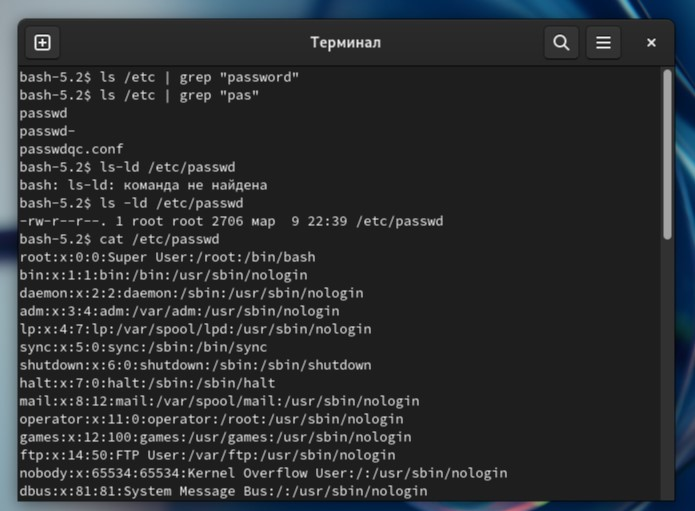 Терминал
bash-5.2$ ls /etc | grep "password"
bash-5.2$ ls /etc | grep "pas"
passwd
passwd-
passwdqc.conf
bash-5.2$ ls-ld /etc/passwd
bash: ls-ld: команда не найдена
bash-5.2$ ls -ld /etc/passwd
-rw-r--r--. 1 root root 2706 мар  9 22:39 /etc/passwd
bash-5.2$ cat /etc/passwd
root:x:0:0:Super User:/root:/bin/bash
bin:x:1:1:bin:/bin:/usr/sbin/nologin
daemon:x:2:2:daemon:/sbin:/usr/sbin/nologin
adm:x:3:4:adm:/var/adm:/usr/sbin/nologin
lp:x:4:7:lp:/var/spool/lpd:/usr/sbin/nologin
sync:x:5:0:sync:/sbin:/bin/sync
shutdown:x:6:0:shutdown:/sbin:/sbin/shutdown
halt:x:7:0:halt:/sbin:/sbin/halt
mail:x:8:12:mail:/var/spool/mail:/usr/sbin/nologin
operator:x:11:0:operator:/root:/usr/sbin/nologin
games:x:12:100:games:/usr/games:/usr/sbin/nologin
ftp:x:14:50:FTP User:/var/ftp:/usr/sbin/nologin
nobody:x:65534:65534:Kernel Overflow User:/:/usr/sbin/nologin
dbus:x:81:81:System Message Bus:/:/usr/sbin/nologin